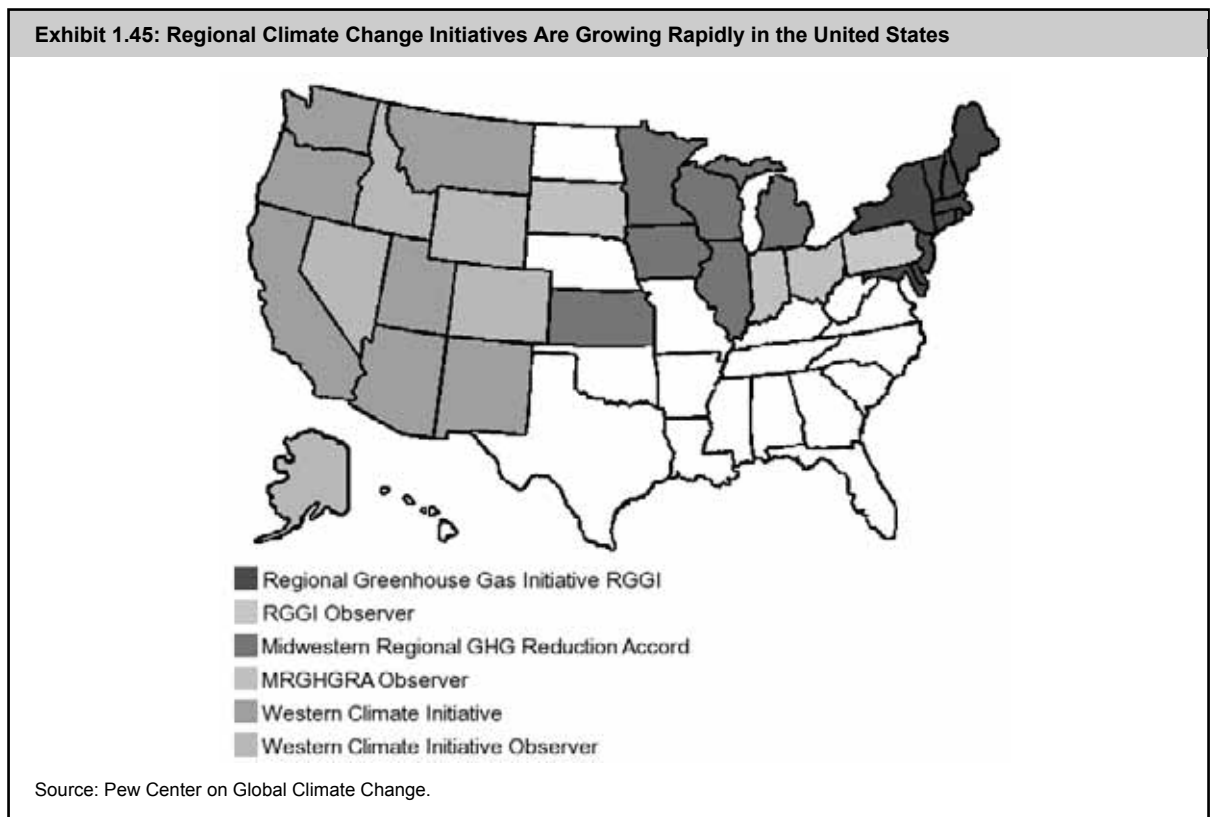 Exhibit 1.45: Regional Climate Change Initiatives Are Growing Rapidly in the United States
Regional Greenhouse Gas Initiative RGGI
RGGI Observer
Midwestern Regional GHG Reduction Accord
MRGHGRA Observer
Western Climate Initiative
Western Climate Initiative Observer
Source: Pew Center on Global Climate Change.